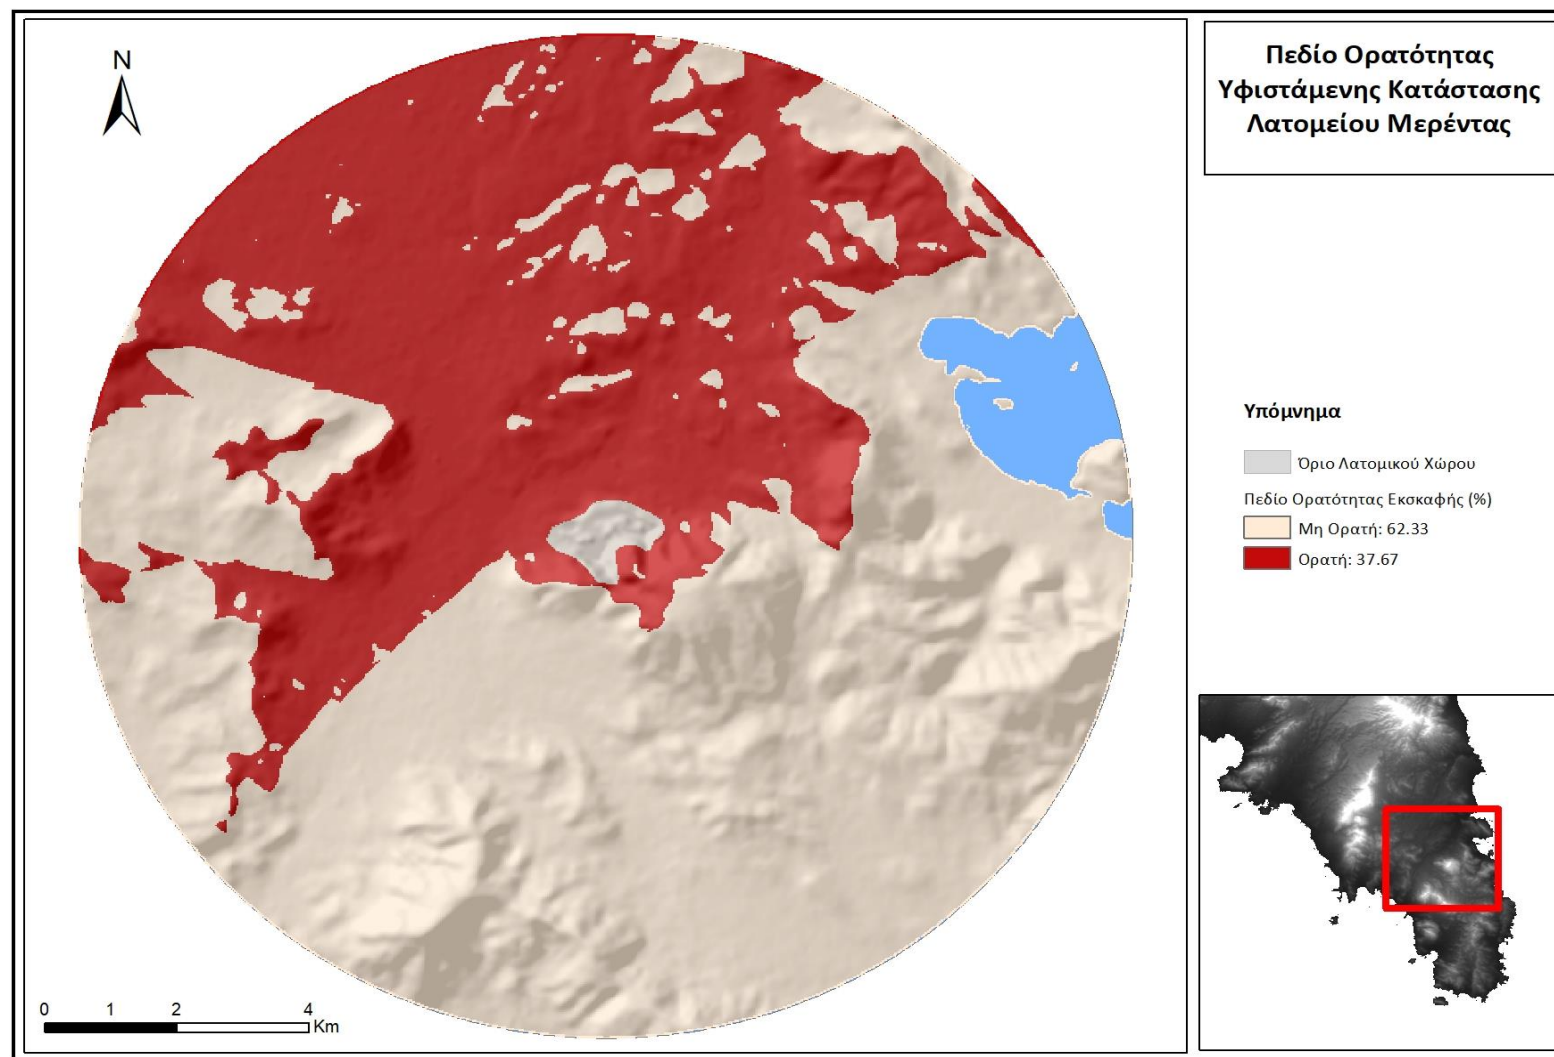 Πεδίο Ορατότητας
Υφιστάμενης Κατάστασης
Λατομείου Μερέντας
N
Υπόμνημα
Όριο Λατομικού Χώρου
Πεδίο Ορατότητας Εκσκαφής (%)
Μη Ορατή: 62.33
Ορατή: 37.67
0 1 2 4
Km